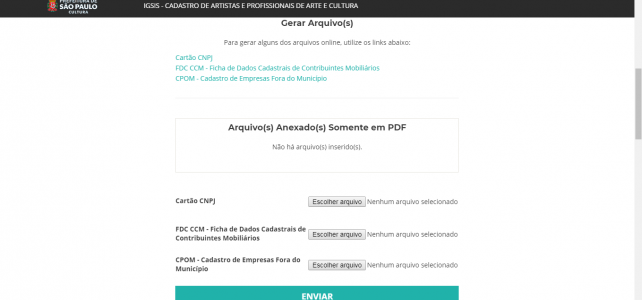 PREFEITURA DE
SÃO PAULO
CULTURA
IGSIS - CADASTRO DE ARTISTAS E PROFISSIONAIS DE ARTE E CULTURA
Gerar Arquivo(s)
Para gerar alguns dos arquivos online, utilize os links abaixo:
Cartão CNPJ
FDC CCM - Ficha de Dados Cadastrais de Contribuintes Mobiliários
CPOM - Cadastro de Empresas Fora do Município
Arquivo(s) Anexado(s) Somente em PDF
Não há arquivo(s) inserido(s).
Cartão CNPJ Escolher arquivo Nenhum arquivo selecionado
FDC CCM - Ficha de Dados Cadastrais de
Contribuintes Mobiliários
Escolher arquivo Nenhum arquivo selecionado
CPOM - Cadastro de Empresas Fora do
Município
Escolher arquivo Nenhum arquivo selecionado
ENVIAR